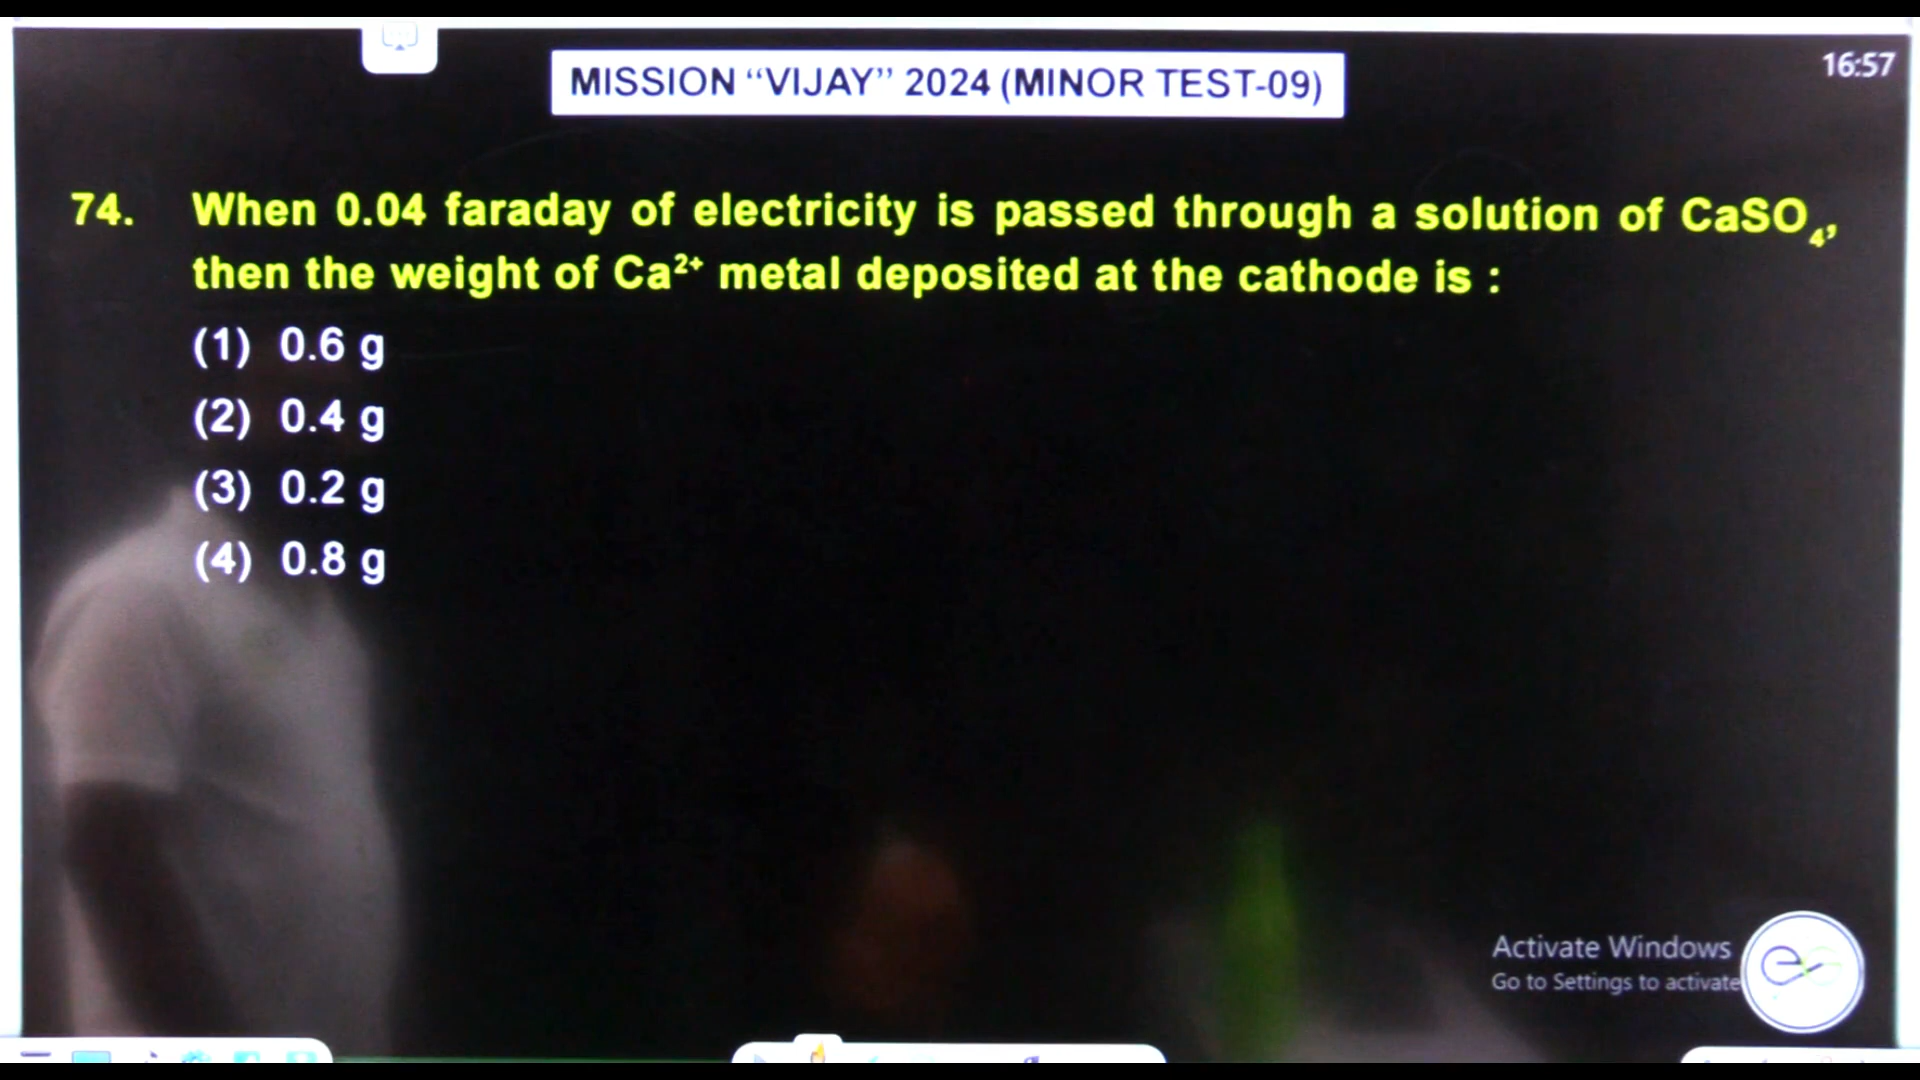 16:57
MISSION “VIJAY” 2024 (MINOR TEST-09)
74. When 0.04 faraday of electricity is passed through a solution of CaSO₄,
then the weight of Ca²⁺ metal deposited at the cathode is :
(1) 0.6 g
(2) 0.4 g
(3) 0.2 g
(4) 0.8 g
Activate Windows
Go to Settings to activate